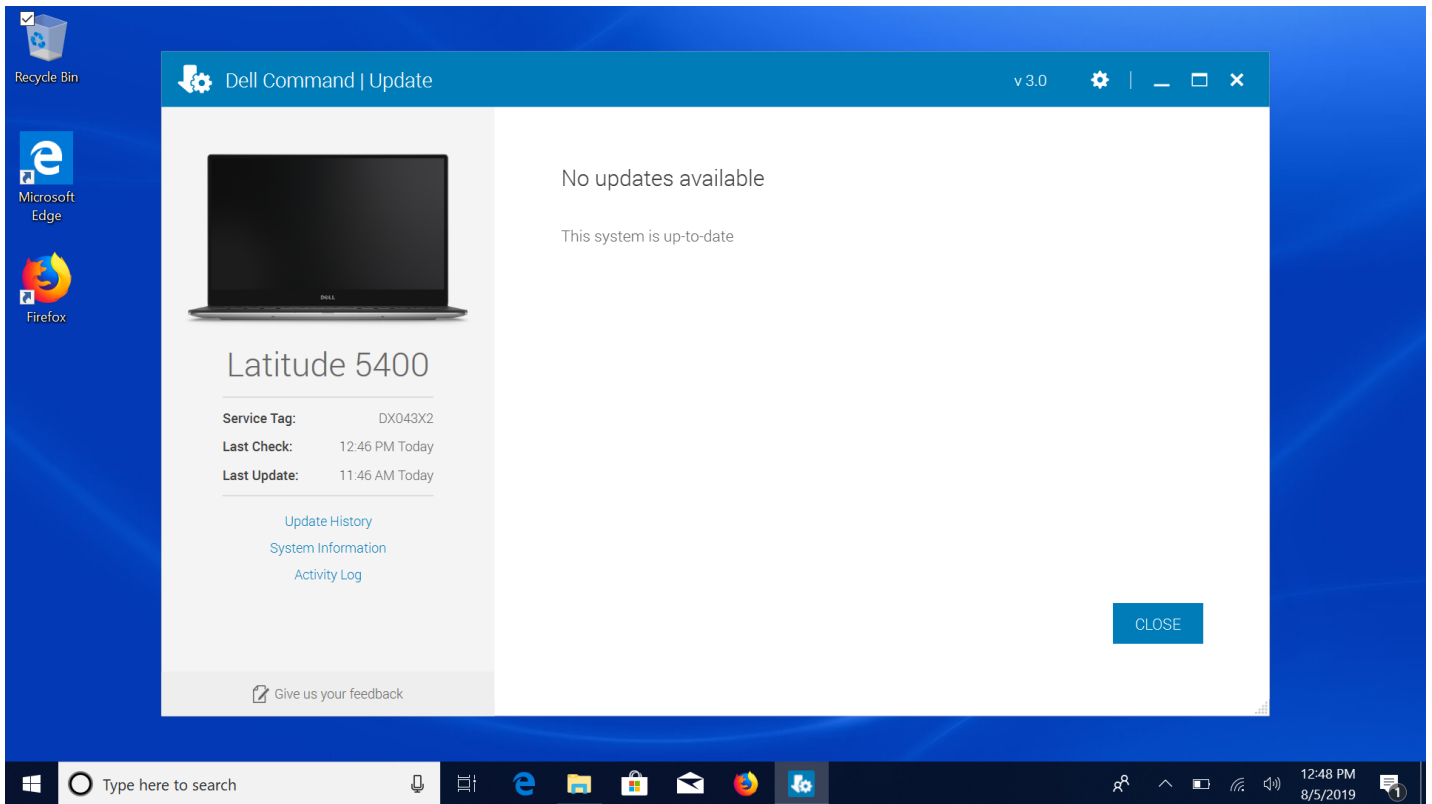 Recycle Bin
Microsoft
Edge
Firefox
Dell Command | Update
v 3.0
DELL
Latitude 5400
Service Tag: DX043X2
Last Check: 12:46 PM Today
Last Update: 11:46 AM Today
Update History
System Information
Activity Log
Give us your feedback
No updates available
This system is up-to-date
CLOSE
Type here to search
12:48 PM
8/5/2019
1